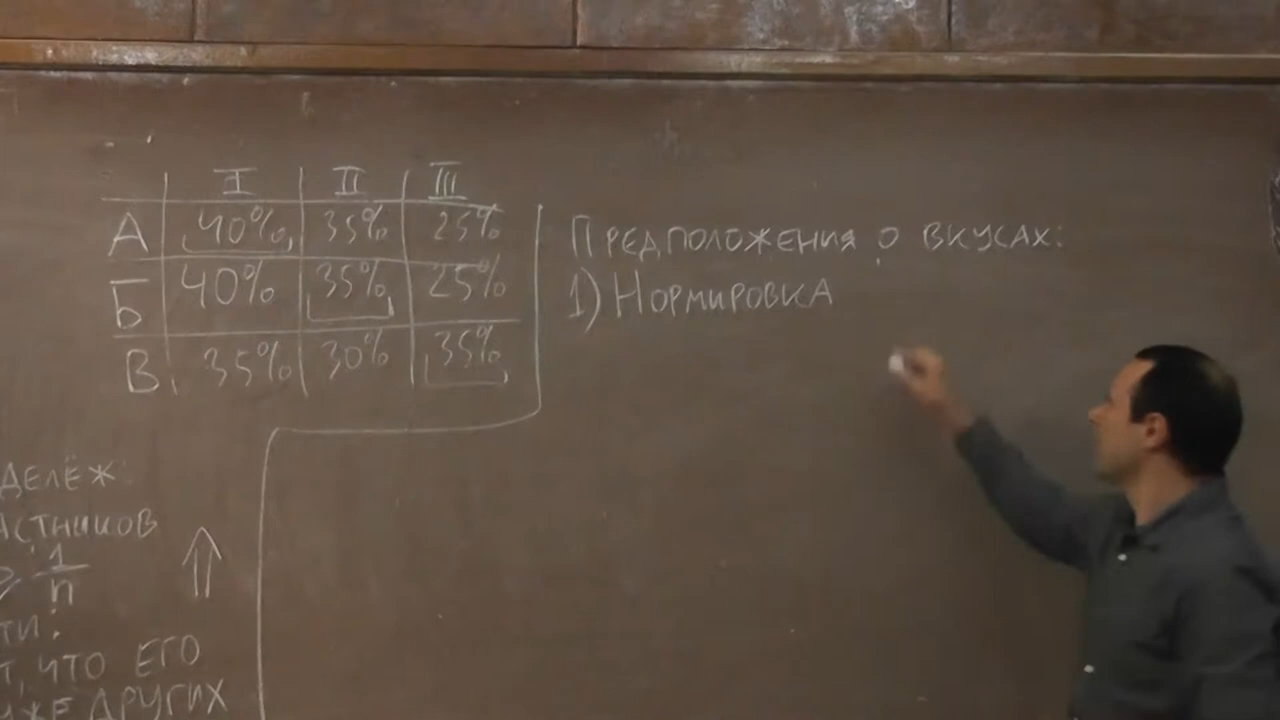 I II III
А 40% 35% 25%
Б 40% 35% 25%
В 35% 30% 35%
Предположения о вкусах:
1) Нормировка
делёж:
астников
≥ 1/n
ти:
т, что его
уже других